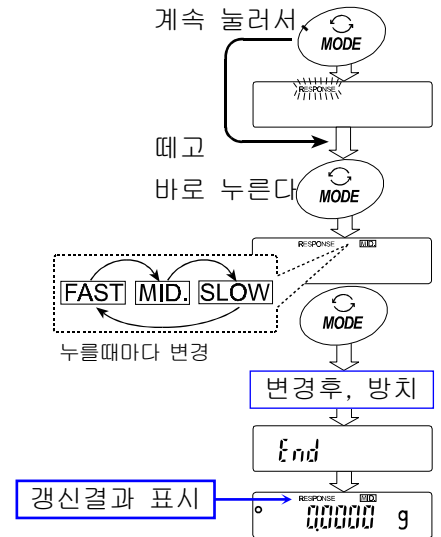 계속 눌러서
MODE
RESPONSE
떼고
바로 누른다
MODE
RESPONSE MID.
FAST MID. SLOW
누를때마다 변경
MODE
변경후, 방치
End
갱신결과 표시
RESPONSE MID.
0.0000 g